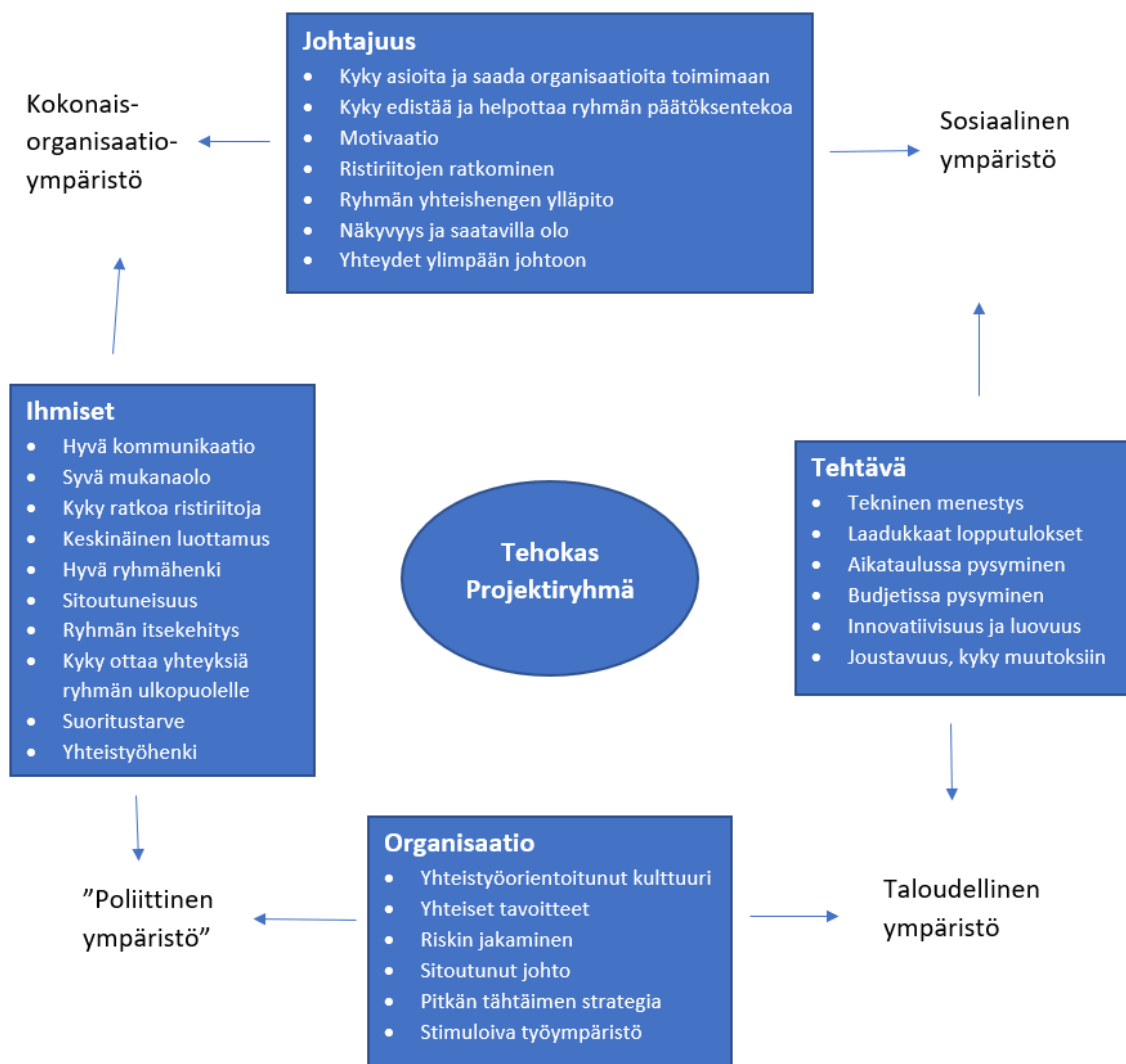 Johtajuus
• Kyky asioita ja saada organisaatioita toimimaan
• Kyky edistää ja helpottaa ryhmän päätöksentekoa
• Motivaatio
• Ristiriitojen ratkominen
• Ryhmän yhteishengen ylläpito
• Näkyvyys ja saatavilla olo
• Yhteydet ylimpään johtoon
Kokonais-
organisaatio-
ympäristö
Sosiaalinen
ympäristö
Ihmiset
• Hyvä kommunikaatio
• Syvä mukanaolo
• Kyky ratkoa ristiriitoja
• Keskinäinen luottamus
• Hyvä ryhmähenki
• Sitoutuneisuus
• Ryhmän itsekehitys
• Kyky ottaa yhteyksiä
ryhmän ulkopuolelle
• Suoritustarve
• Yhteistyöhenki
Tehokas
Projektiryhmä
Tehtävä
• Tekninen menestys
• Laadukkaat lopputulokset
• Aikataulussa pysyminen
• Budjetissa pysyminen
• Innovatiivisuus ja luovuus
• Joustavuus, kyky muutoksiin
"Poliittinen
ympäristö"
Organisaatio
• Yhteistyöorientoitunut kulttuuri
• Yhteiset tavoitteet
• Riskin jakaminen
• Sitoutunut johto
• Pitkän tähtäimen strategia
• Stimuloiva työympäristö
Taloudellinen
ympäristö